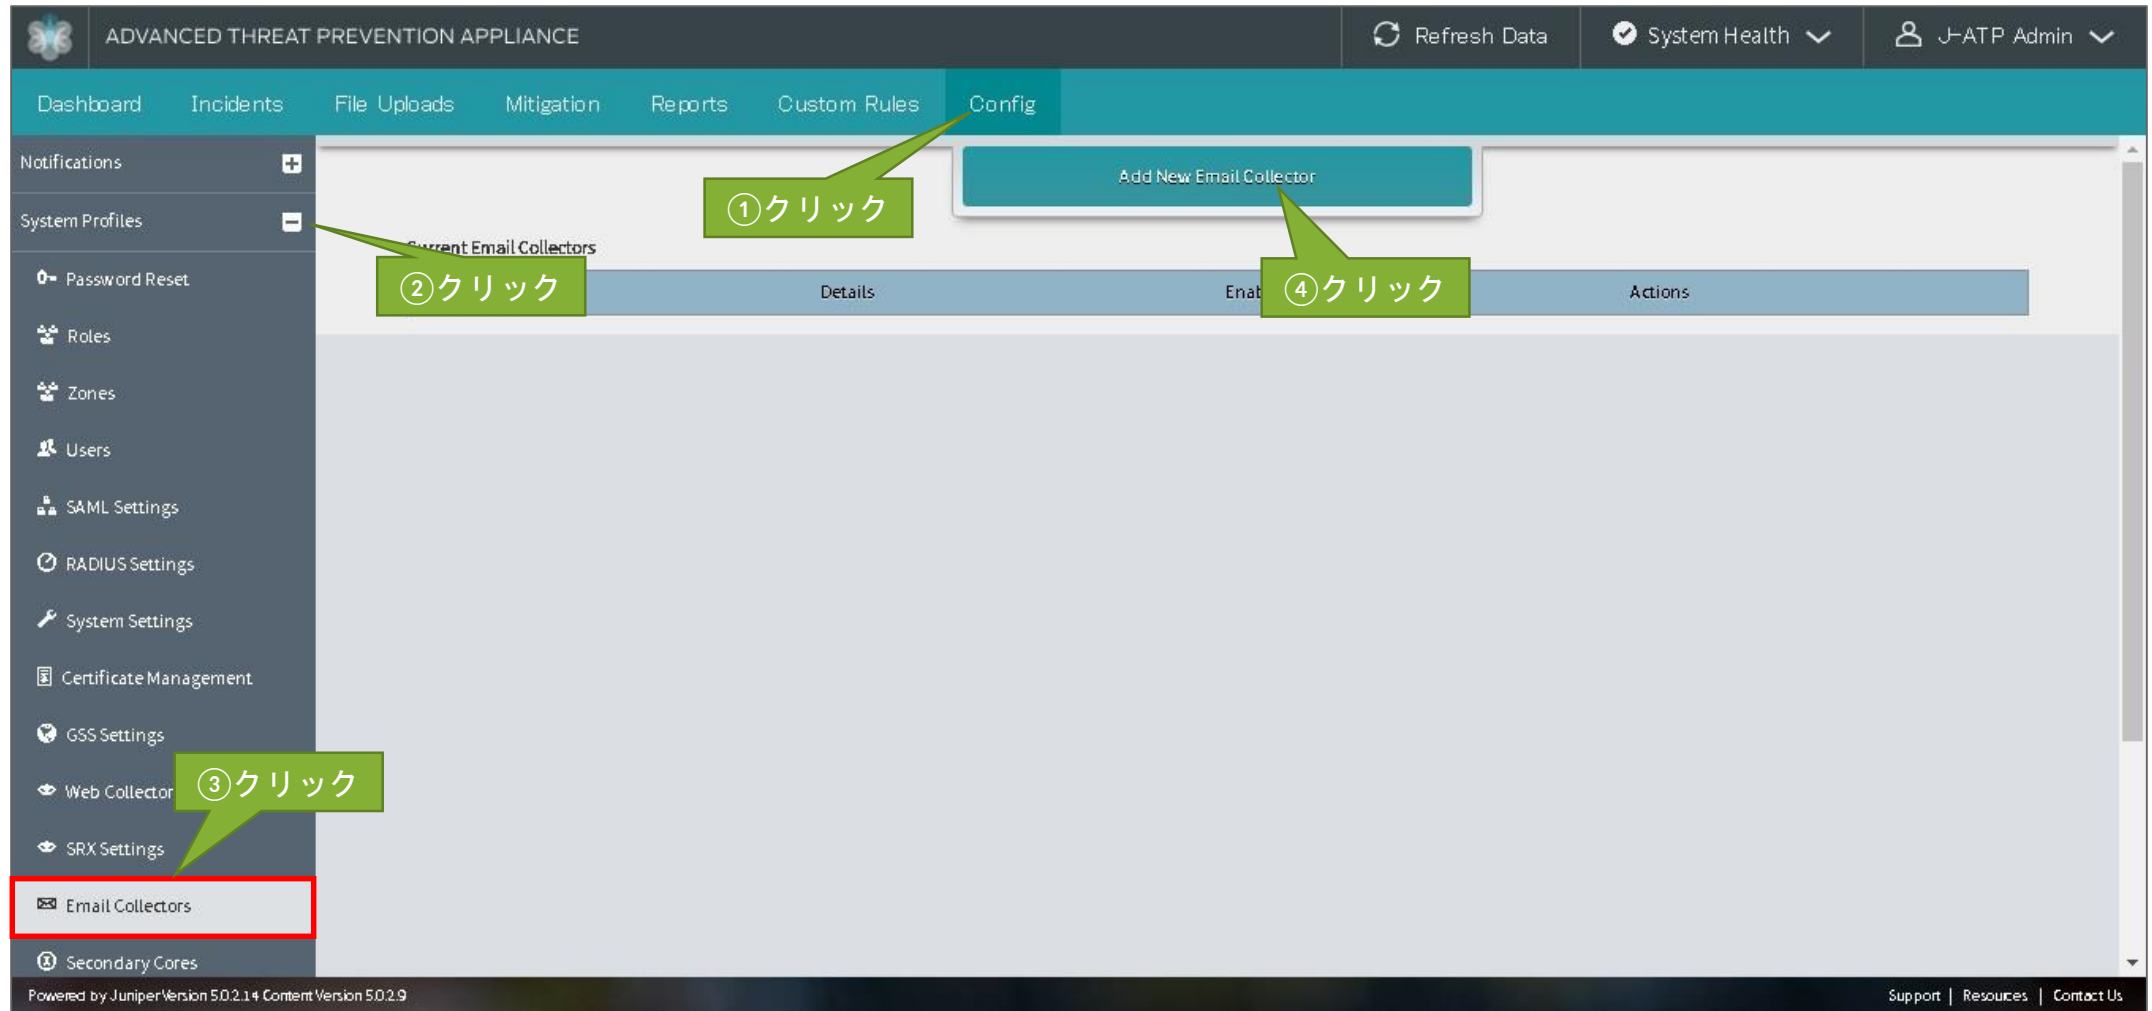 ADVANCED THREAT PREVENTION APPLIANCE
Refresh Data
System Health
J-ATP Admin
Dashboard Incidents File Uploads Mitigation Reports Custom Rules Config
Notifications
System Profiles
Password Reset
Roles
Zones
Users
SAML Settings
RADIUS Settings
System Settings
Certificate Management
GSS Settings
Web Collector
SRX Settings
Email Collectors
Secondary Cores
Add New Email Collector
①クリック
Current Email Collectors
②クリック
Details
④クリック
Actions
③クリック
Powered by Juniper Version 5.0.2.14 Content Version 5.0.2.9
Support | Resources | Contact Us